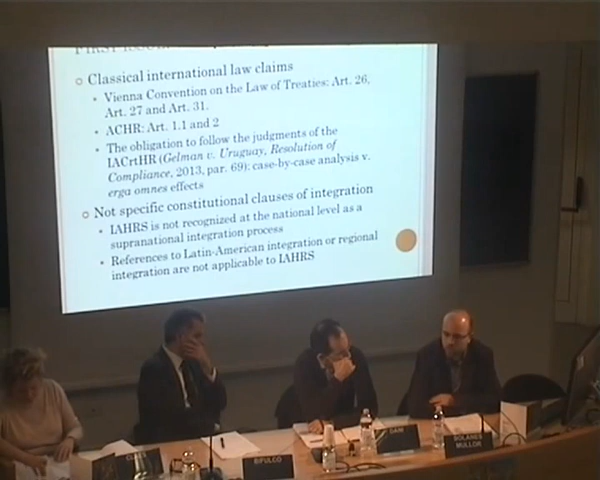 Classical international law claims
Vienna Convention on the Law of Treaties: Art. 26,
Art. 27 and Art. 31.
ACHR: Art. 1.1 and 2
The obligation to follow the judgments of the
IACrtHR (Gelman v. Uruguay, Resolution of
Compliance, 2013, par. 69): case-by-case analysis v.
erga omnes effects
Not specific constitutional clauses of integration
IAHRS is not recognized at the national level as a
supranational integration process
References to Latin-American integration or regional
integration are not applicable to IAHRS
BIFULCO
SOLANES
MULLOR